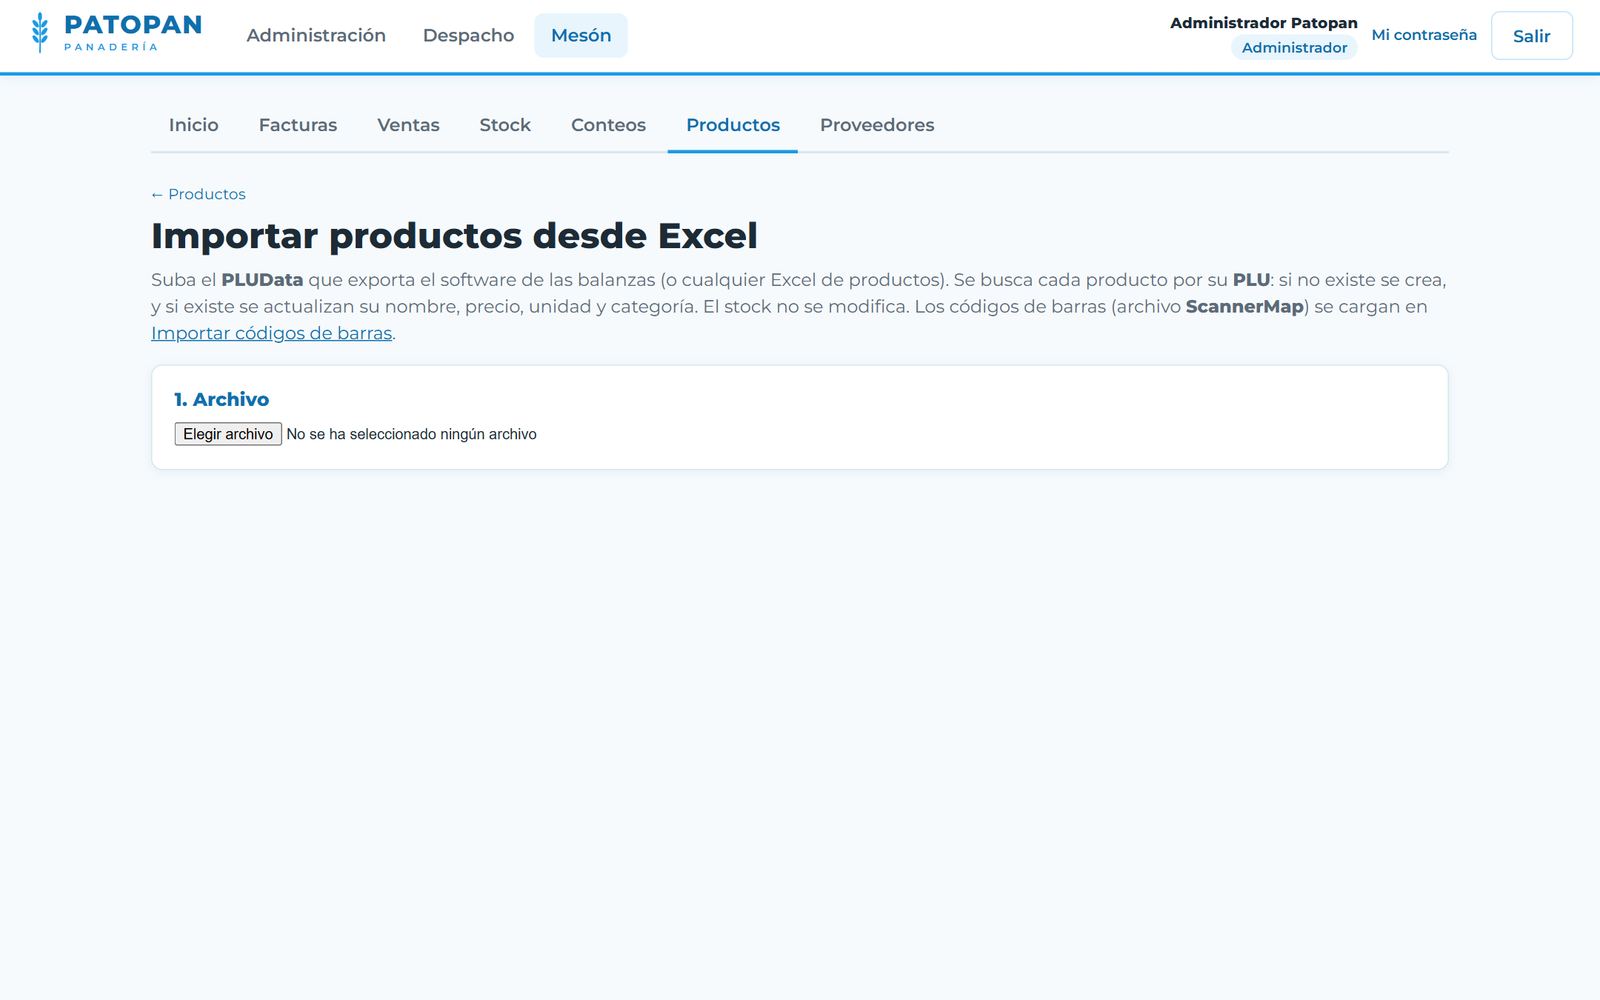 PATOPAN
PANADERÍA
Administración
Despacho
Mesón
Administrador Patopan
Administrador
Mi contraseña
Salir
Inicio
Facturas
Ventas
Stock
Conteos
Productos
Proveedores
← Productos
Importar productos desde Excel
Suba el PLUData que exporta el software de las balanzas (o cualquier Excel de productos). Se busca cada producto por su PLU: si no existe se crea,
y si existe se actualizan su nombre, precio, unidad y categoría. El stock no se modifica. Los códigos de barras (archivo ScannerMap) se cargan en
Importar códigos de barras.
1. Archivo
Elegir archivo No se ha seleccionado ningún archivo